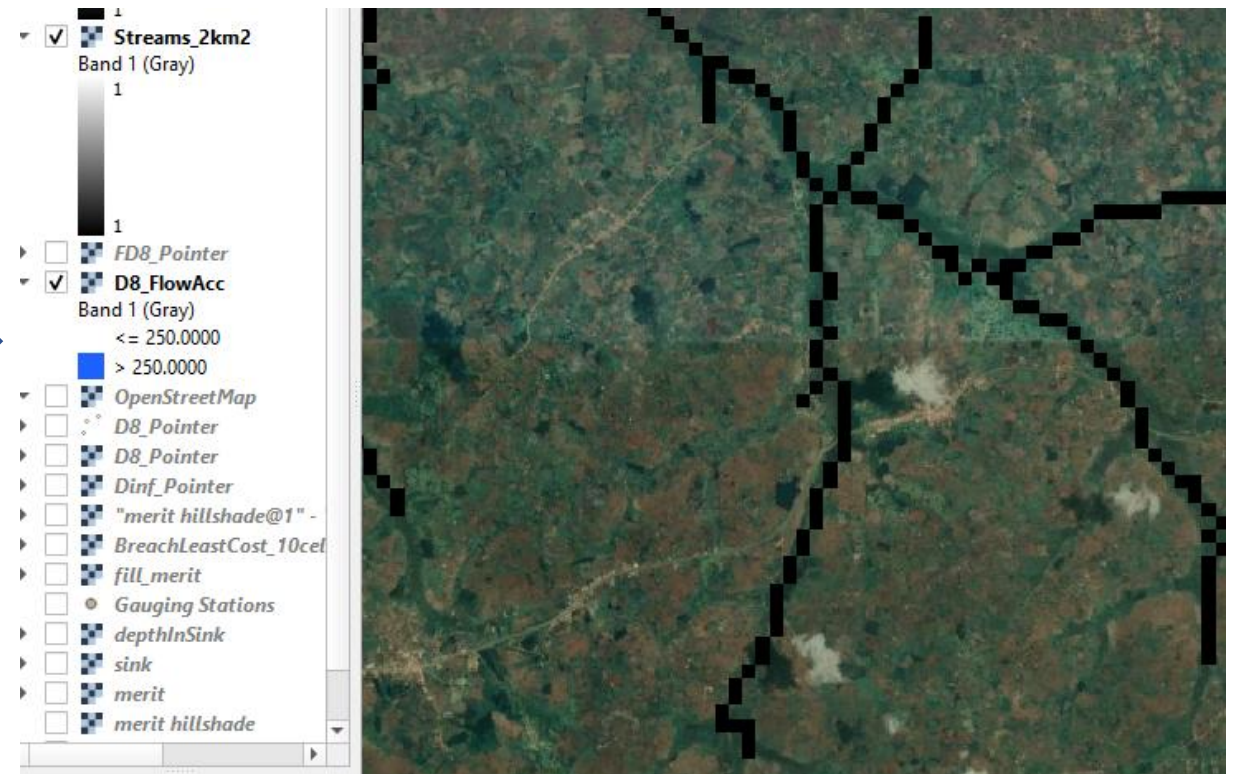 1
Streams_2km2
Band 1 (Gray)
1
1
FD8_Pointer
D8_FlowAcc
Band 1 (Gray)
<= 250.0000
> 250.0000
OpenStreetMap
D8_Pointer
D8_Pointer
Dinf_Pointer
"merit hillshade@1" -
BreachLeastCost_10cel
fill_merit
Gauging Stations
depthInSink
sink
merit
merit hillshade